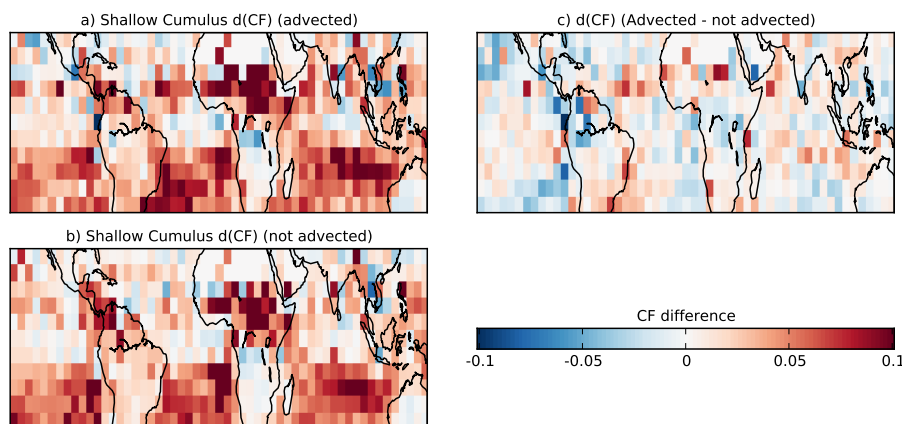 a) Shallow Cumulus d(CF) (advected)
c) d(CF) (Advected - not advected)
b) Shallow Cumulus d(CF) (not advected)
CF difference
-0.1 -0.05 0 0.05 0.1